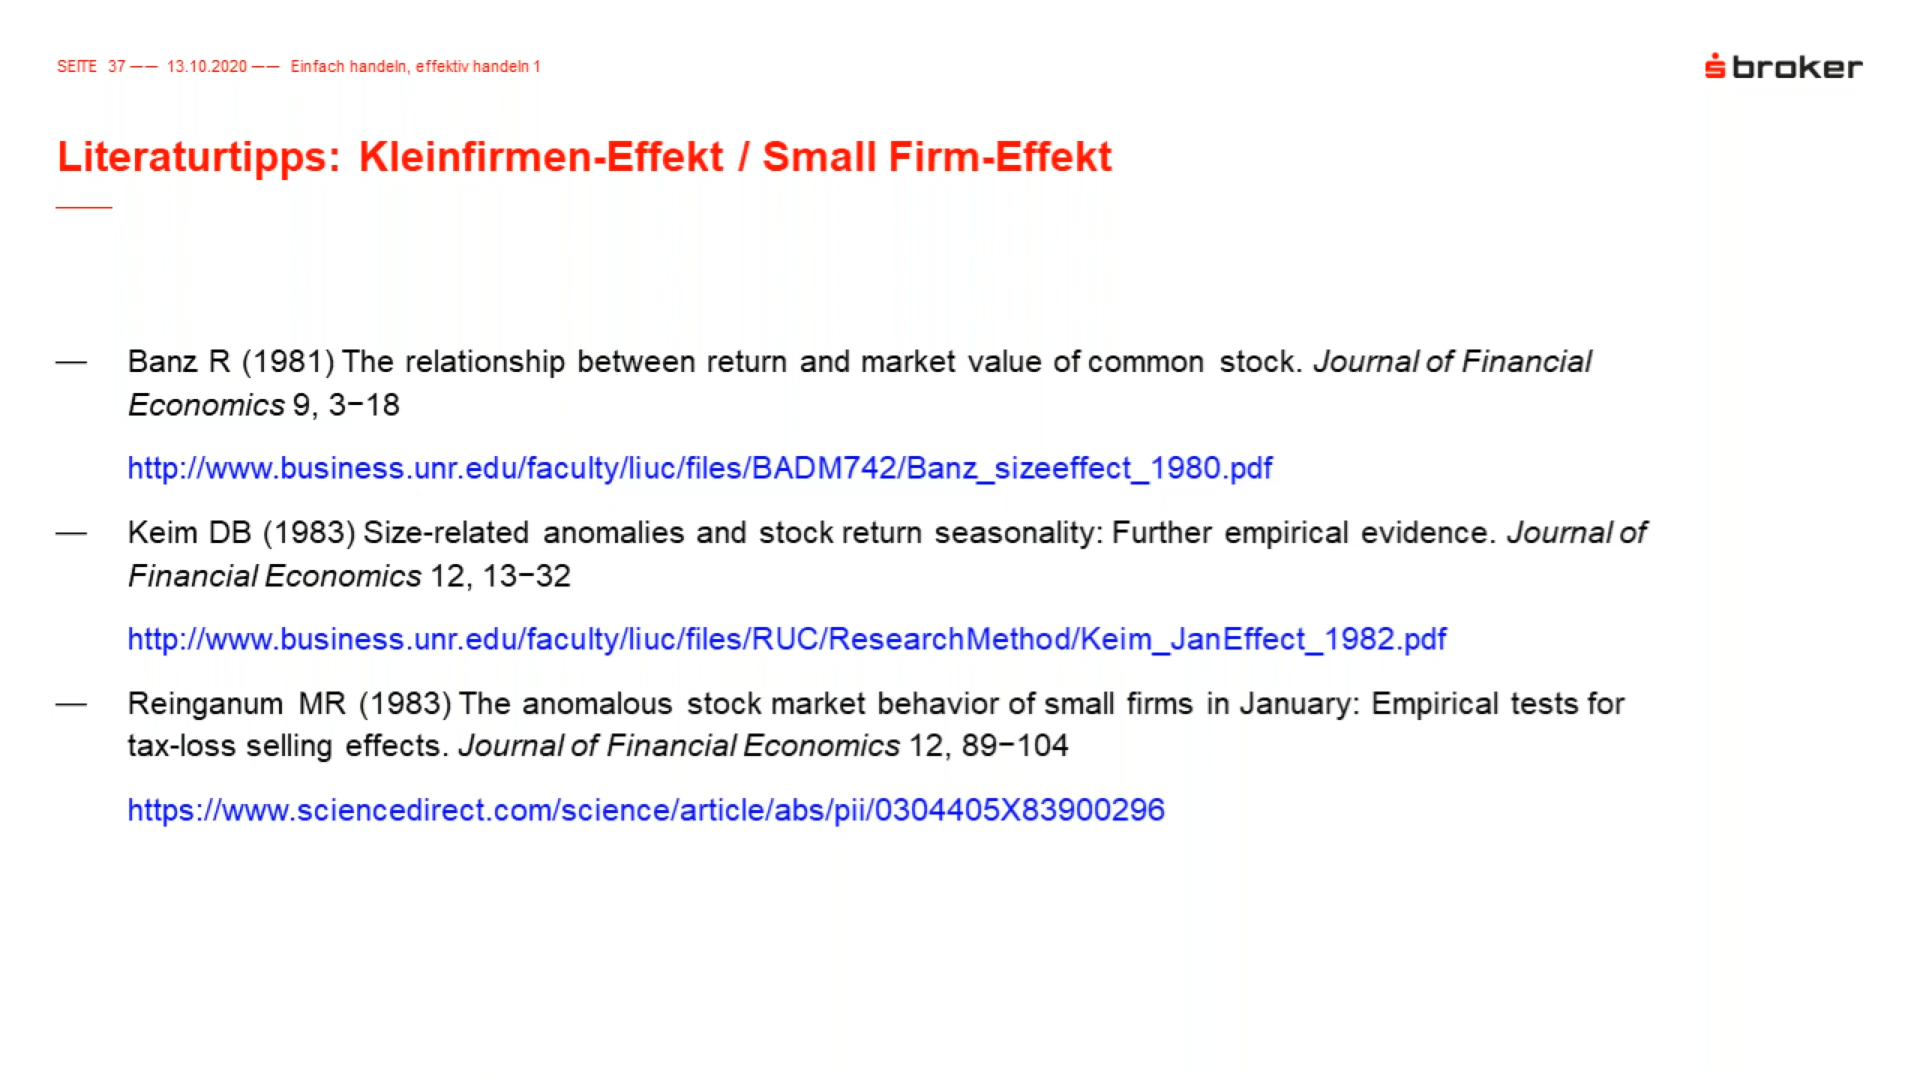 SEITE 37 —— 13.10.2020 —— Einfach handeln, effektiv handeln 1
broker
Literaturtipps: Kleinfirmen-Effekt / Small Firm-Effekt
— Banz R (1981) The relationship between return and market value of common stock. Journal of Financial
Economics 9, 3−18
http://www.business.unr.edu/faculty/liuc/files/BADM742/Banz_sizeeffect_1980.pdf
— Keim DB (1983) Size-related anomalies and stock return seasonality: Further empirical evidence. Journal of
Financial Economics 12, 13−32
http://www.business.unr.edu/faculty/liuc/files/RUC/ResearchMethod/Keim_JanEffect_1982.pdf
— Reinganum MR (1983) The anomalous stock market behavior of small firms in January: Empirical tests for
tax-loss selling effects. Journal of Financial Economics 12, 89−104
https://www.sciencedirect.com/science/article/abs/pii/0304405X83900296